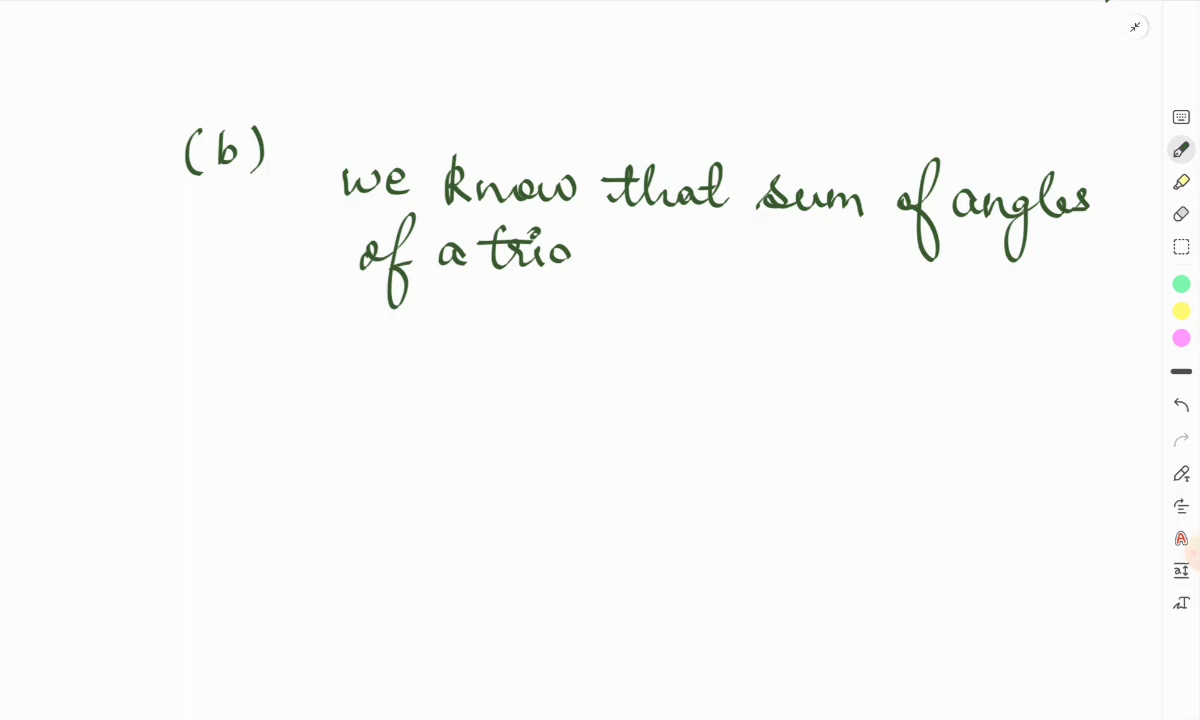 (b)
we know that sum of angles
of a trio